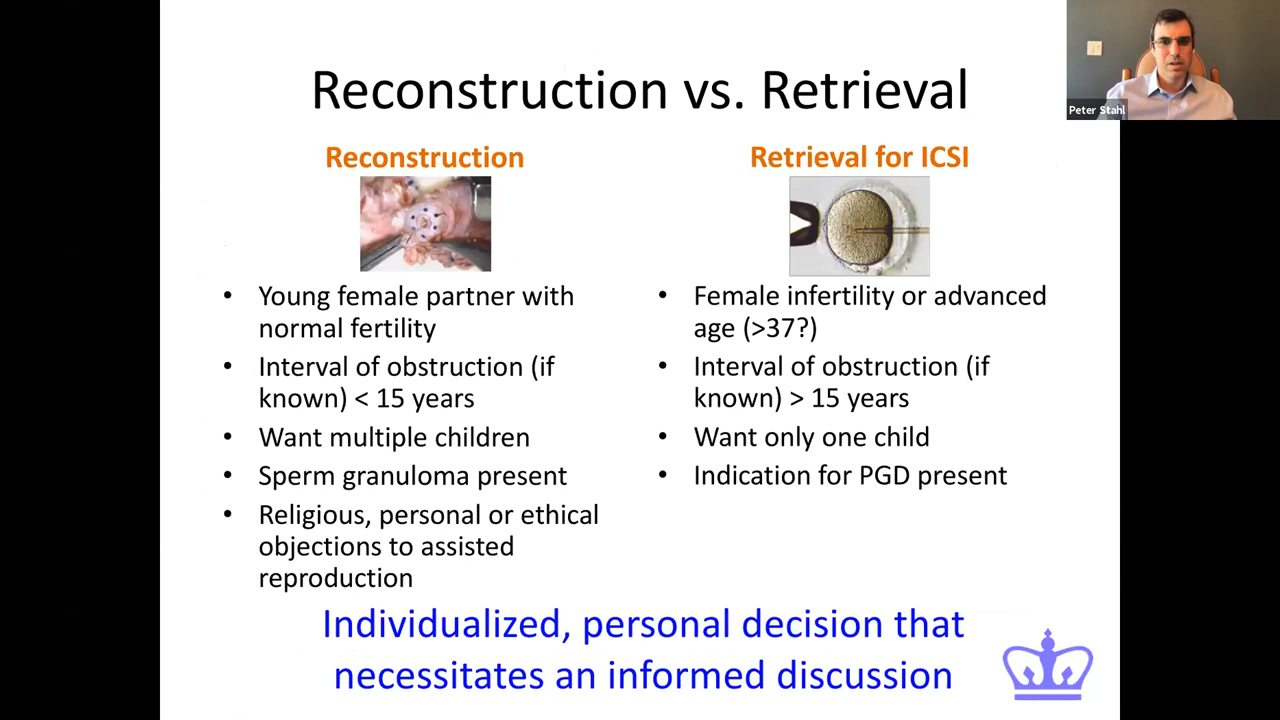 Reconstruction vs. Retrieval
Peter Stahl
Reconstruction
• Young female partner with
normal fertility
• Interval of obstruction (if
known) < 15 years
• Want multiple children
• Sperm granuloma present
• Religious, personal or ethical
objections to assisted
reproduction
Retrieval for ICSI
• Female infertility or advanced
age (>37?)
• Interval of obstruction (if
known) > 15 years
• Want only one child
• Indication for PGD present
Individualized, personal decision that
necessitates an informed discussion